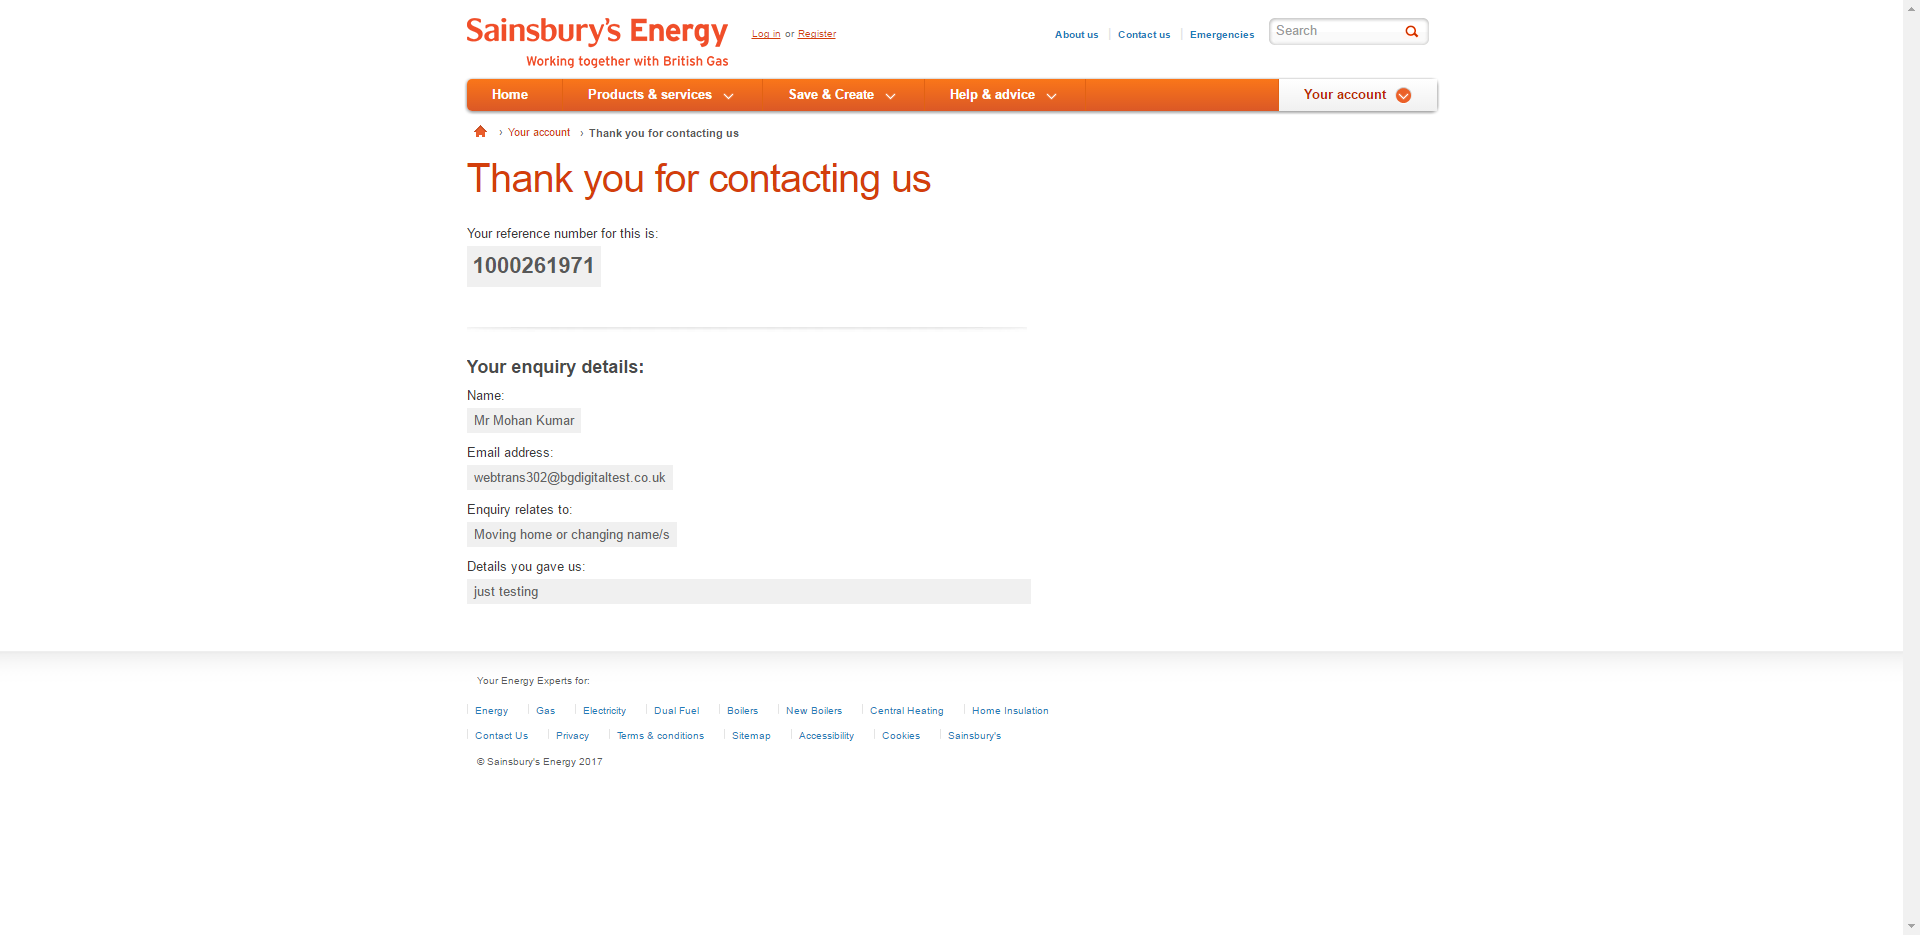 Sainsbury's Energy
Working together with British Gas
Log in or Register
About us
Contact us
Emergencies
Search
Home
Products & services
Save & Create
Help & advice
Your account
› Your account › Thank you for contacting us
Thank you for contacting us
Your reference number for this is:
1000261971
Your enquiry details:
Name:
Mr Mohan Kumar
Email address:
webtrans302@bgdigitaltest.co.uk
Enquiry relates to:
Moving home or changing name/s
Details you gave us:
just testing
Your Energy Experts for:
Energy Gas Electricity Dual Fuel Boilers New Boilers Central Heating Home Insulation
Contact Us Privacy Terms & conditions Sitemap Accessibility Cookies Sainsbury's
© Sainsbury's Energy 2017